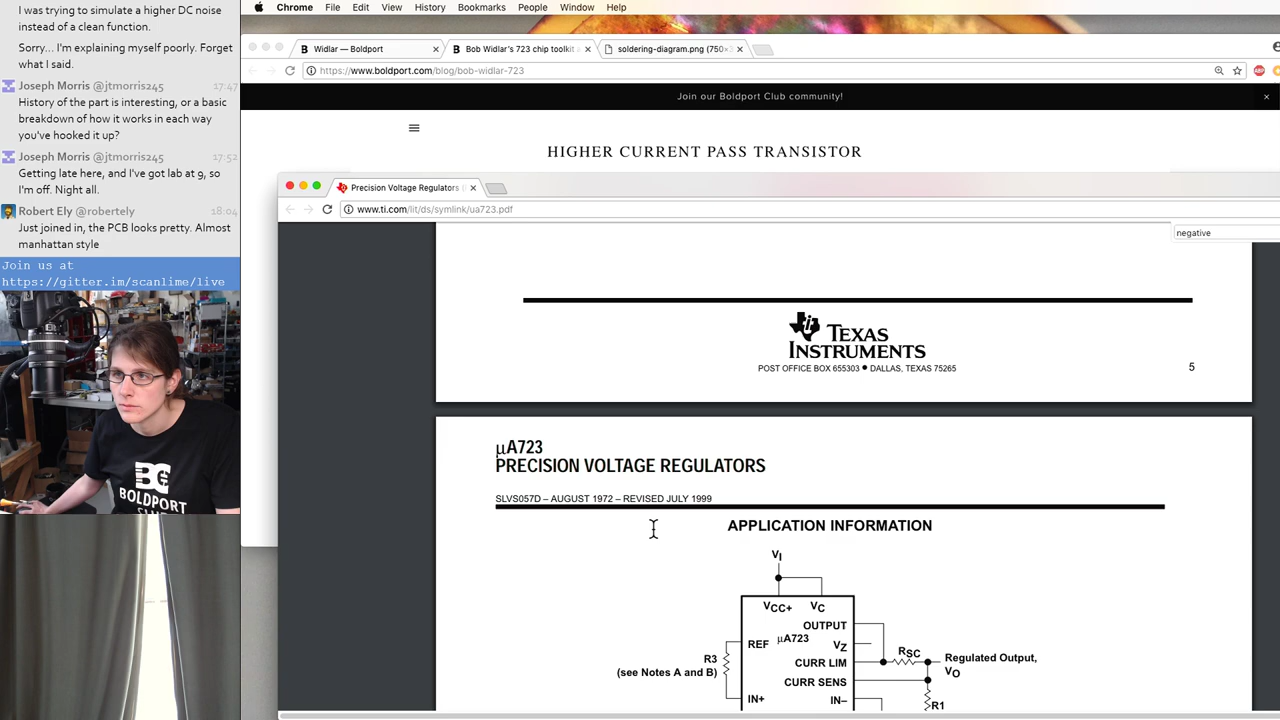 I was trying to simulate a higher DC noise
instead of a clean function.
Sorry... I'm explaining myself poorly. Forget
what I said.
Joseph Morris @jtmorris245 17:47
History of the part is interesting, or a basic
breakdown of how it works in each way
you've hooked it up?
Joseph Morris @jtmorris245 17:52
Getting late here, and I've got lab at 9, so
I'm off. Night all.
Robert Ely @robertely 18:04
Just joined in, the PCB looks pretty. Almost
manhattan style
Join us at
https://gitter.im/scanlime/live
BOLDPORT
Chrome File Edit View History Bookmarks People Window Help
Widlar — Boldport
Bob Widlar's 723 chip toolkit a
soldering-diagram.png (750×
https://www.boldport.com/blog/bob-widlar-723
Join our Boldport Club community!
HIGHER CURRENT PASS TRANSISTOR
Precision Voltage Regulators (
www.ti.com/lit/ds/symlink/ua723.pdf
negative
TEXAS
INSTRUMENTS
POST OFFICE BOX 655303 ● DALLAS, TEXAS 75265
5
μA723
PRECISION VOLTAGE REGULATORS
SLVS057D – AUGUST 1972 – REVISED JULY 1999
APPLICATION INFORMATION
VI
VCC+ VC
OUTPUT
REF μA723 VZ
R3
(see Notes A and B)
CURR LIM
RSC
Regulated Output,
VO
CURR SENS
IN+ IN–
R1